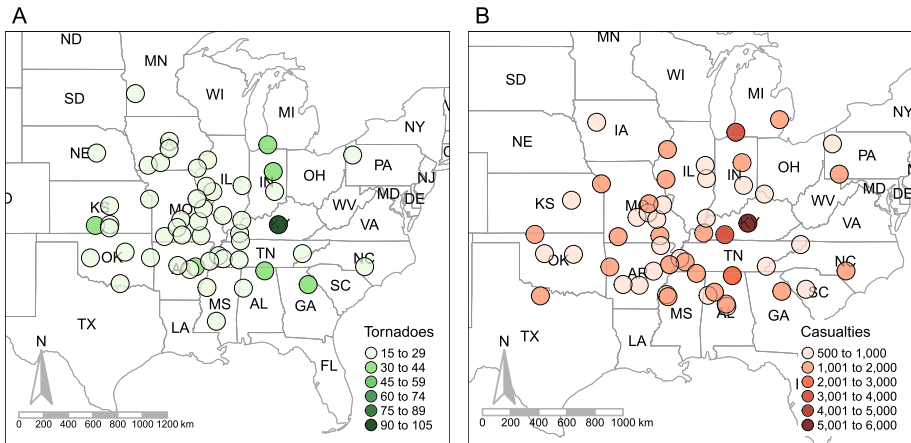 A
ND
MN
SD
WI
MI
NY
NE
IL
IN
OH
PA
NJ
MD
DE
WV
VA
KS
MO
KY
OK
TN
NC
SC
MS
AL
GA
TX
LA
FL
N
Tornadoes
15 to 29
30 to 44
45 to 59
60 to 74
75 to 89
90 to 105
0 200 400 600 800 1000 1200 km
B
MN
SD
WI
MI
NY
IA
NE
IL
IN
OH
PA
NJ
MD
DE
WV
VA
KS
KY
OK
AR
TN
NC
SC
MS
AL
GA
TX
LA
N
Casualties
500 to 1,000
1,001 to 2,000
2,001 to 3,000
3,001 to 4,000
4,001 to 5,000
5,001 to 6,000
0 200 400 600 800 1000 km